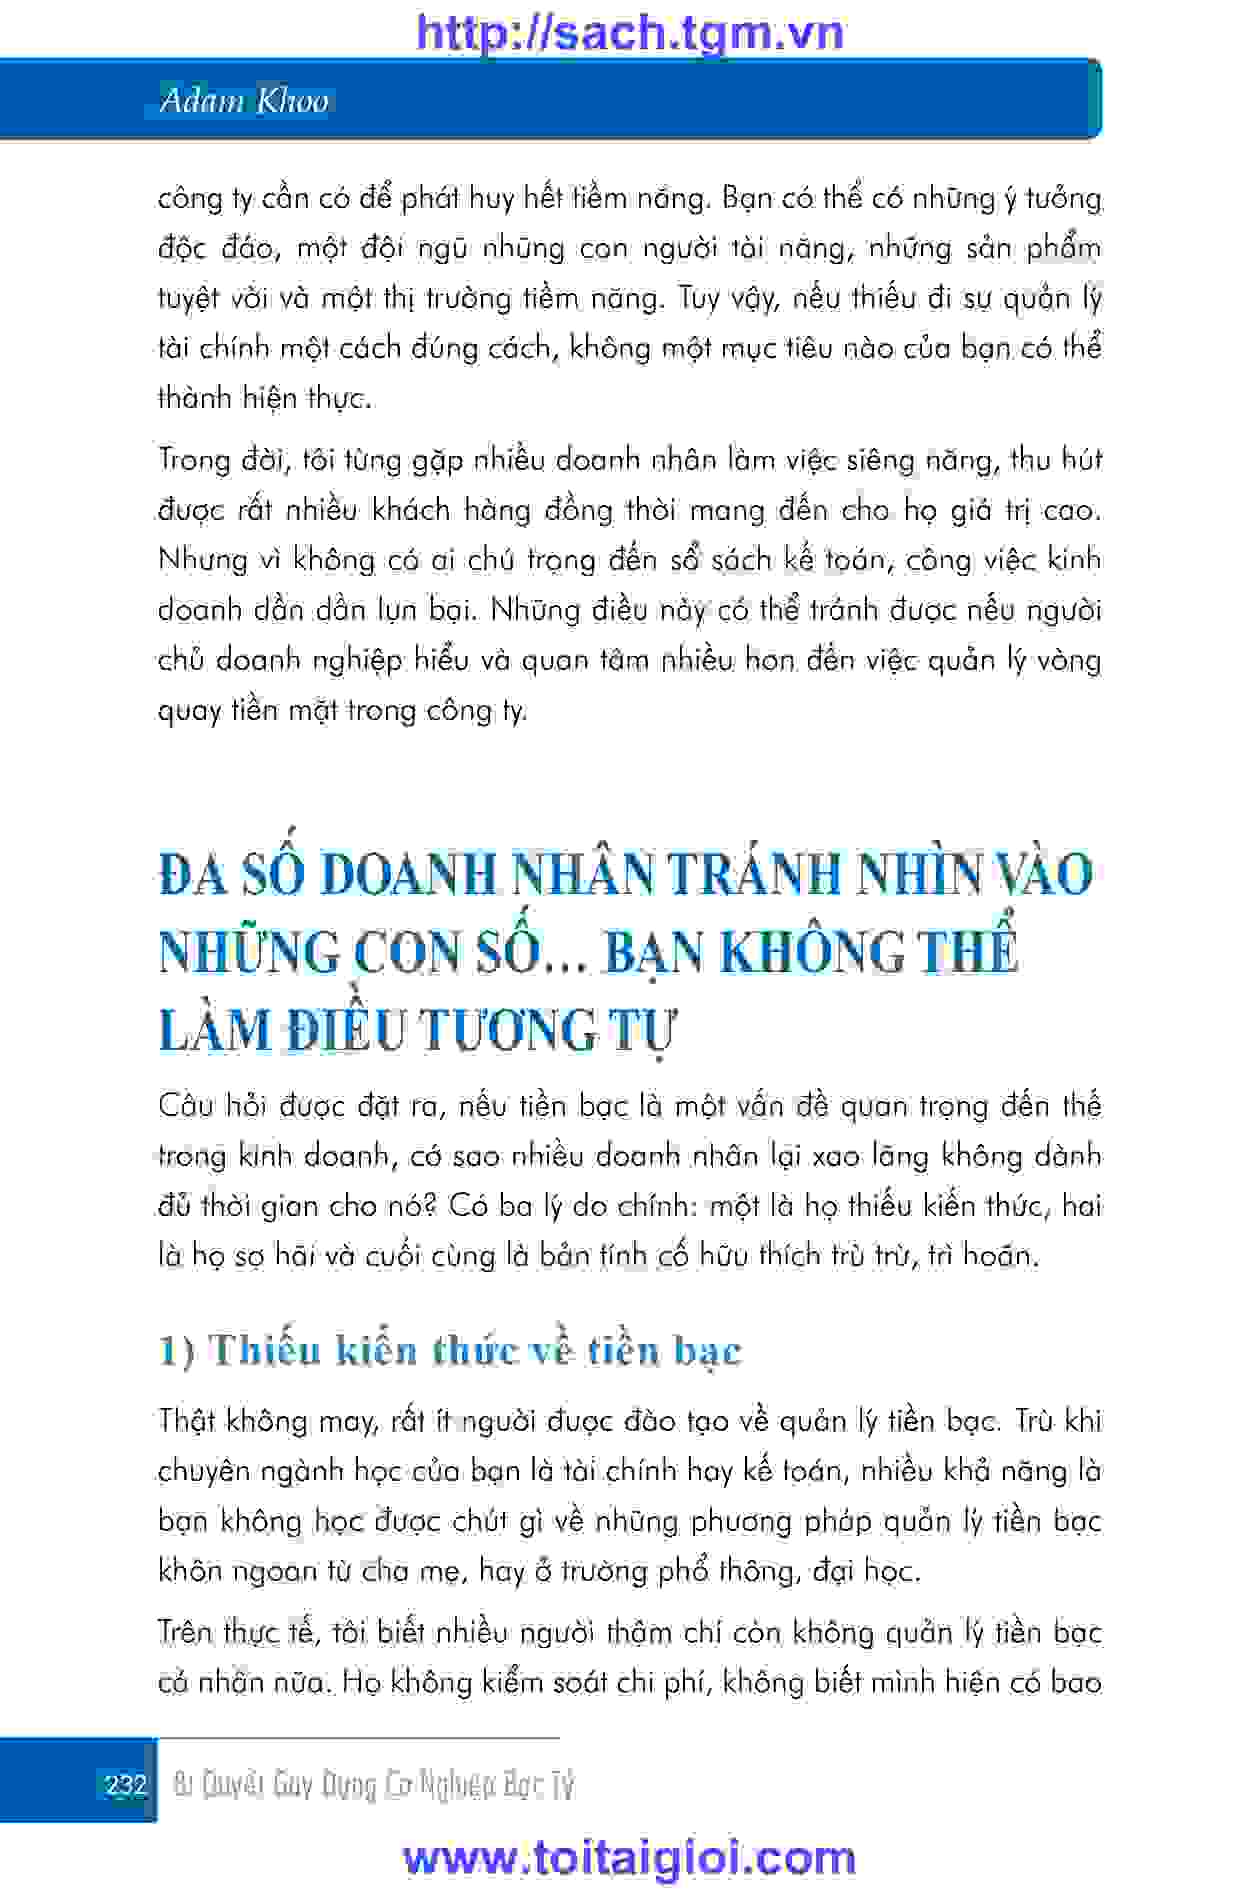 http://sach.tgm.vn
Adam Khoo
công ty cần có để phát huy hết tiềm năng. Bạn có thể có những ý tưởng
độc đáo, một đội ngũ những con người tài năng, những sản phẩm
tuyệt vời và một thị trường tiềm năng. Tuy vậy, nếu thiếu đi sự quản lý
tài chính một cách đúng cách, không một mục tiêu nào của bạn có thể
thành hiện thực.
Trong đời, tôi từng gặp nhiều doanh nhân làm việc siêng năng, thu hút
được rất nhiều khách hàng đồng thời mang đến cho họ giá trị cao.
Nhưng vì không có ai chú trọng đến sổ sách kế toán, công việc kinh
doanh dần dần lụn bại. Những điều này có thể tránh được nếu người
chủ doanh nghiệp hiểu và quan tâm nhiều hơn đến việc quản lý vòng
quay tiền mặt trong công ty.
ĐA SỐ DOANH NHÂN TRÁNH NHÌN VÀO
NHỮNG CON SỐ... BẠN KHÔNG THỂ
LÀM ĐIỀU TƯƠNG TỰ
Câu hỏi được đặt ra, nếu tiền bạc là một vấn đề quan trọng đến thế
trong kinh doanh, cớ sao nhiều doanh nhân lại xao lãng không dành
đủ thời gian cho nó? Có ba lý do chính: một là họ thiếu kiến thức, hai
là họ sợ hãi và cuối cùng là bản tính cố hữu thích trù trừ, trì hoãn.
1) Thiếu kiến thức về tiền bạc
Thật không may, rất ít người được đào tạo về quản lý tiền bạc. Trừ khi
chuyên ngành học của bạn là tài chính hay kế toán, nhiều khả năng là
bạn không học được chút gì về những phương pháp quản lý tiền bạc
khôn ngoan từ cha mẹ, hay ở trường phổ thông, đại học.
Trên thực tế, tôi biết nhiều người thậm chí còn không quản lý tiền bạc
cá nhân nữa. Họ không kiểm soát chi phí, không biết mình hiện có bao
232 Bí Quyết Gây Dựng Cơ Nghiệp Bạc Tỷ
www.toitaigioi.com